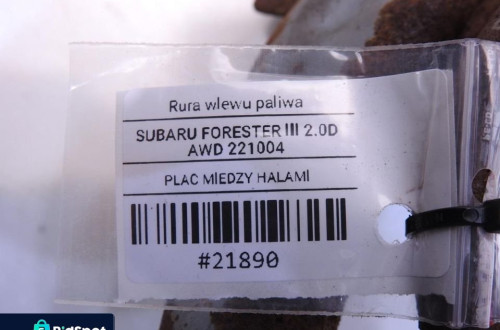 Rura wlewu paliwa
SUBARU FORESTER III 2.0D
AWD 221004
PLAC MIEDZY HALAMI
#21890